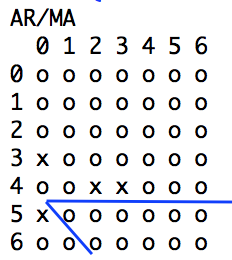 AR/MA
0 1 2 3 4 5 6
0 o o o o o o o
1 o o o o o o o
2 o o o o o o o
3 x o o o o o o
4 o o x x o o o
5 x o o o o o o
6 o o o o o o o